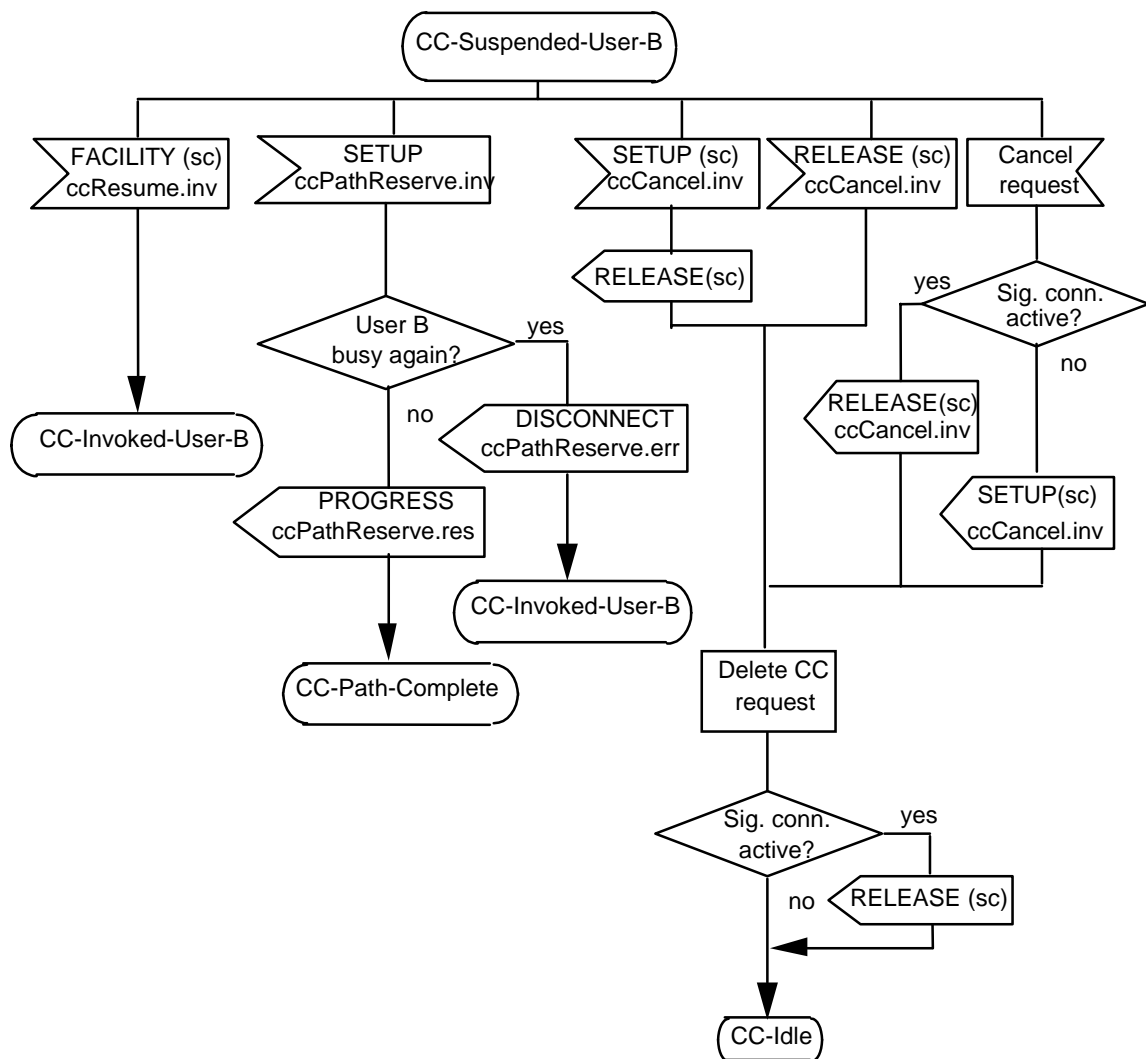 CC-Suspended-User-B
FACILITY (sc)
ccResume.inv
SETUP
ccPathReserve.inv
SETUP (sc)
ccCancel.inv
RELEASE (sc)
ccCancel.inv
Cancel
request
RELEASE(sc)
yes
Sig. conn.
active?
no
User B
busy again?
yes
no
RELEASE(sc)
ccCancel.inv
CC-Invoked-User-B
DISCONNECT
ccPathReserve.err
PROGRESS
ccPathReserve.res
SETUP(sc)
ccCancel.inv
CC-Invoked-User-B
CC-Path-Complete
Delete CC
request
Sig. conn.
active?
yes
no
RELEASE (sc)
CC-Idle